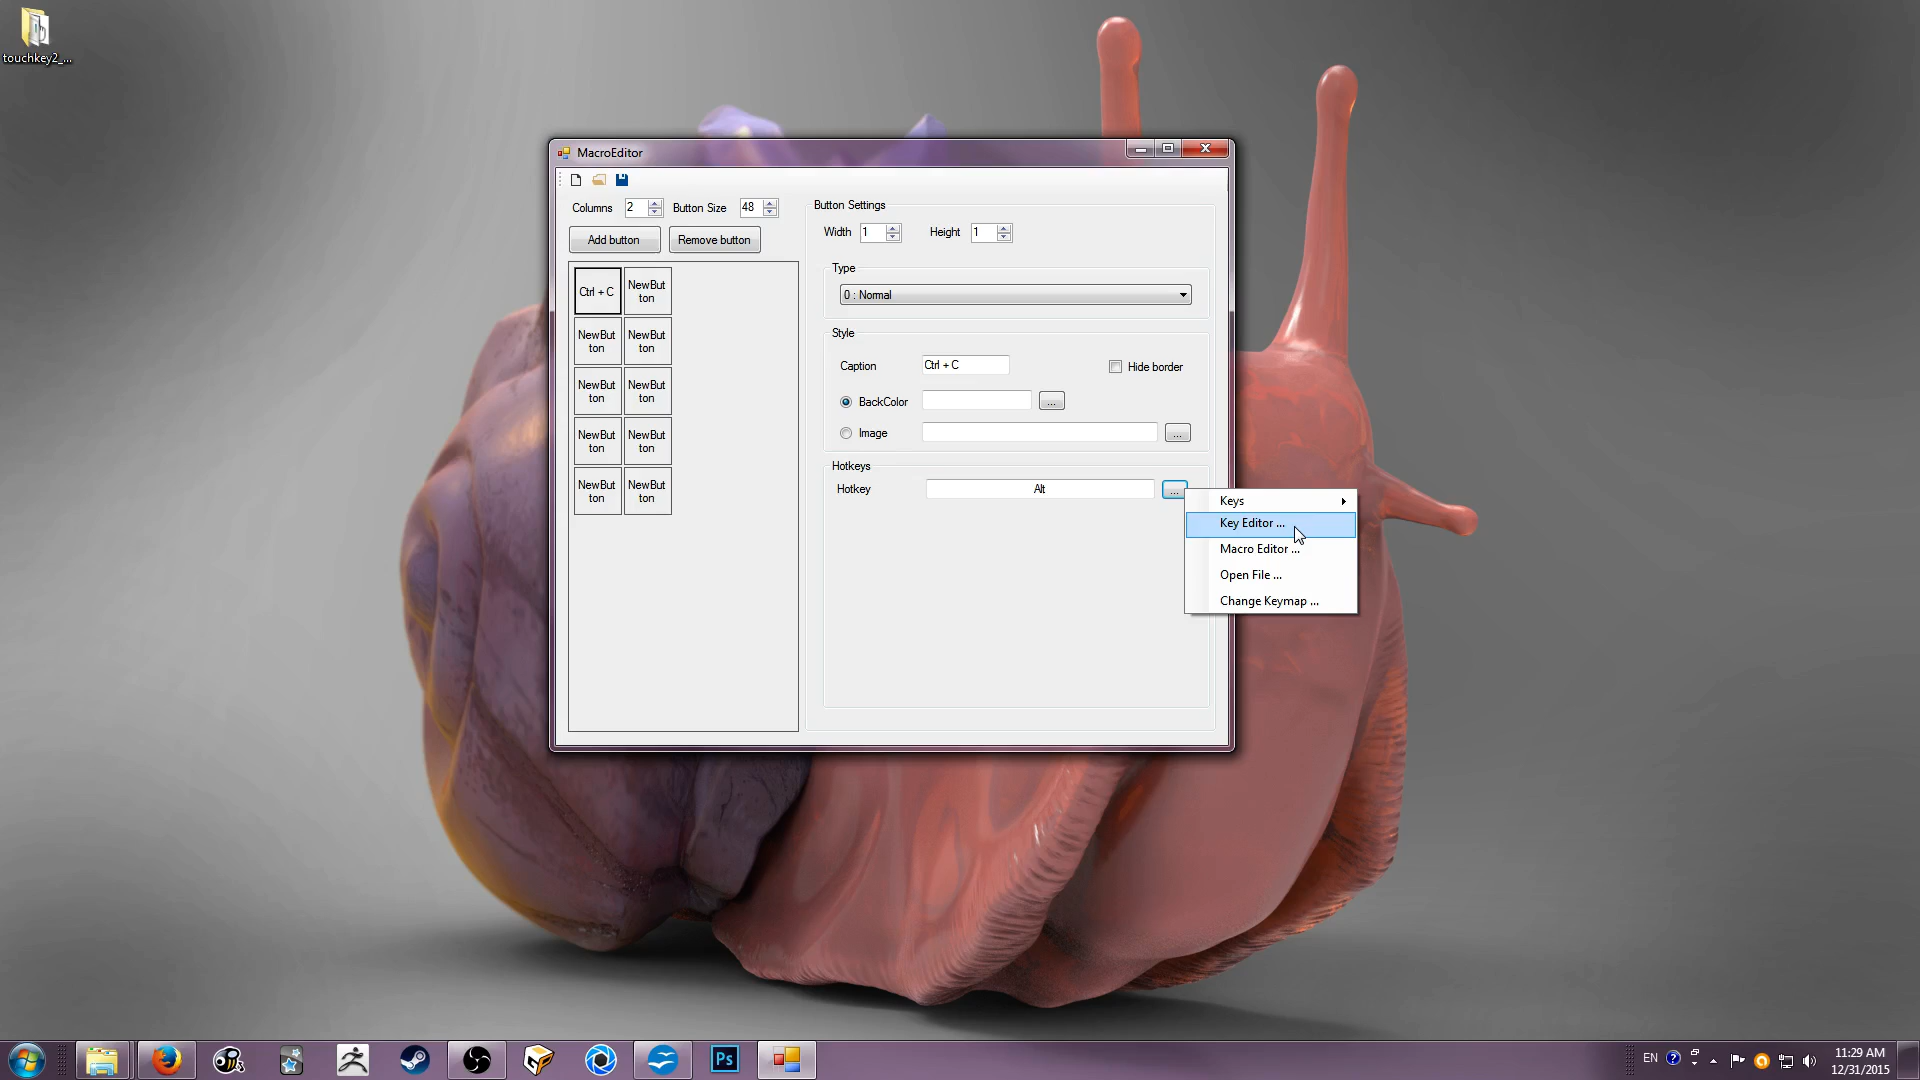 touchkey2_...
MacroEditor
Columns 2 Button Size 48
Add button Remove button
Ctrl + C
NewBut
ton
NewBut
ton
NewBut
ton
NewBut
ton
NewBut
ton
NewBut
ton
NewBut
ton
NewBut
ton
NewBut
ton
Button Settings
Width 1 Height 1
Type
0 : Normal
Style
Caption Ctrl + C Hide border
BackColor ...
Image ...
Hotkeys
Hotkey Alt ...
Keys
Key Editor ...
Macro Editor ...
Open File ...
Change Keymap ...
Ps
EN
11:29 AM
12/31/2015